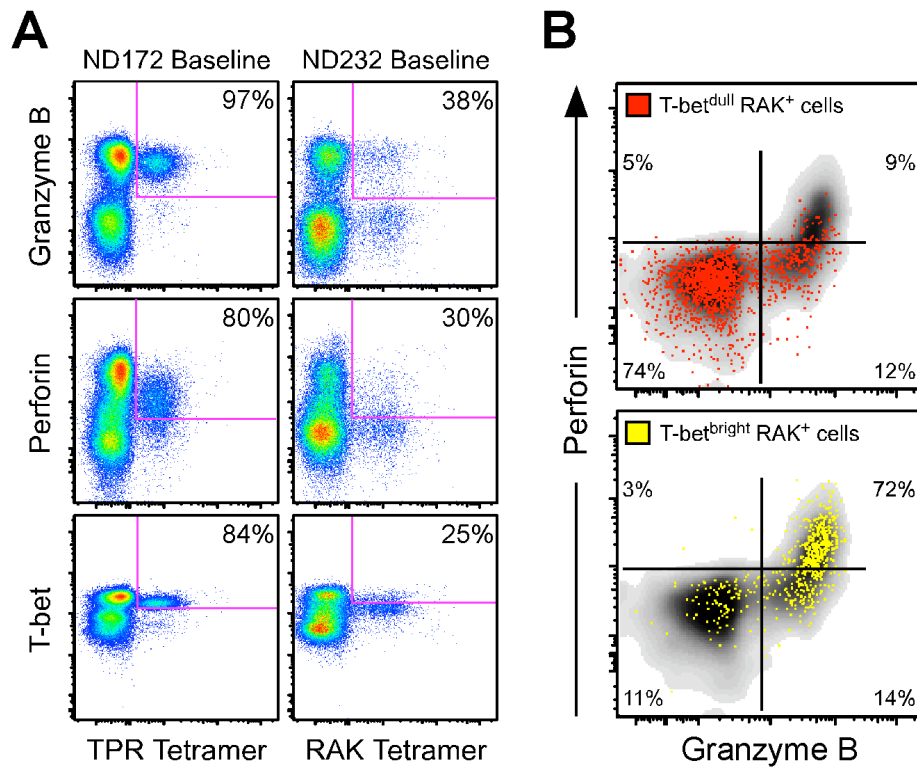 A
ND172 Baseline
ND232 Baseline
Granzyme B
97%
38%
Perforin
80%
30%
T-bet
84%
25%
TPR Tetramer
RAK Tetramer
B
Perforin
T-betdull RAK+ cells
5%
9%
74%
12%
T-betbright RAK+ cells
3%
72%
11%
14%
Granzyme B